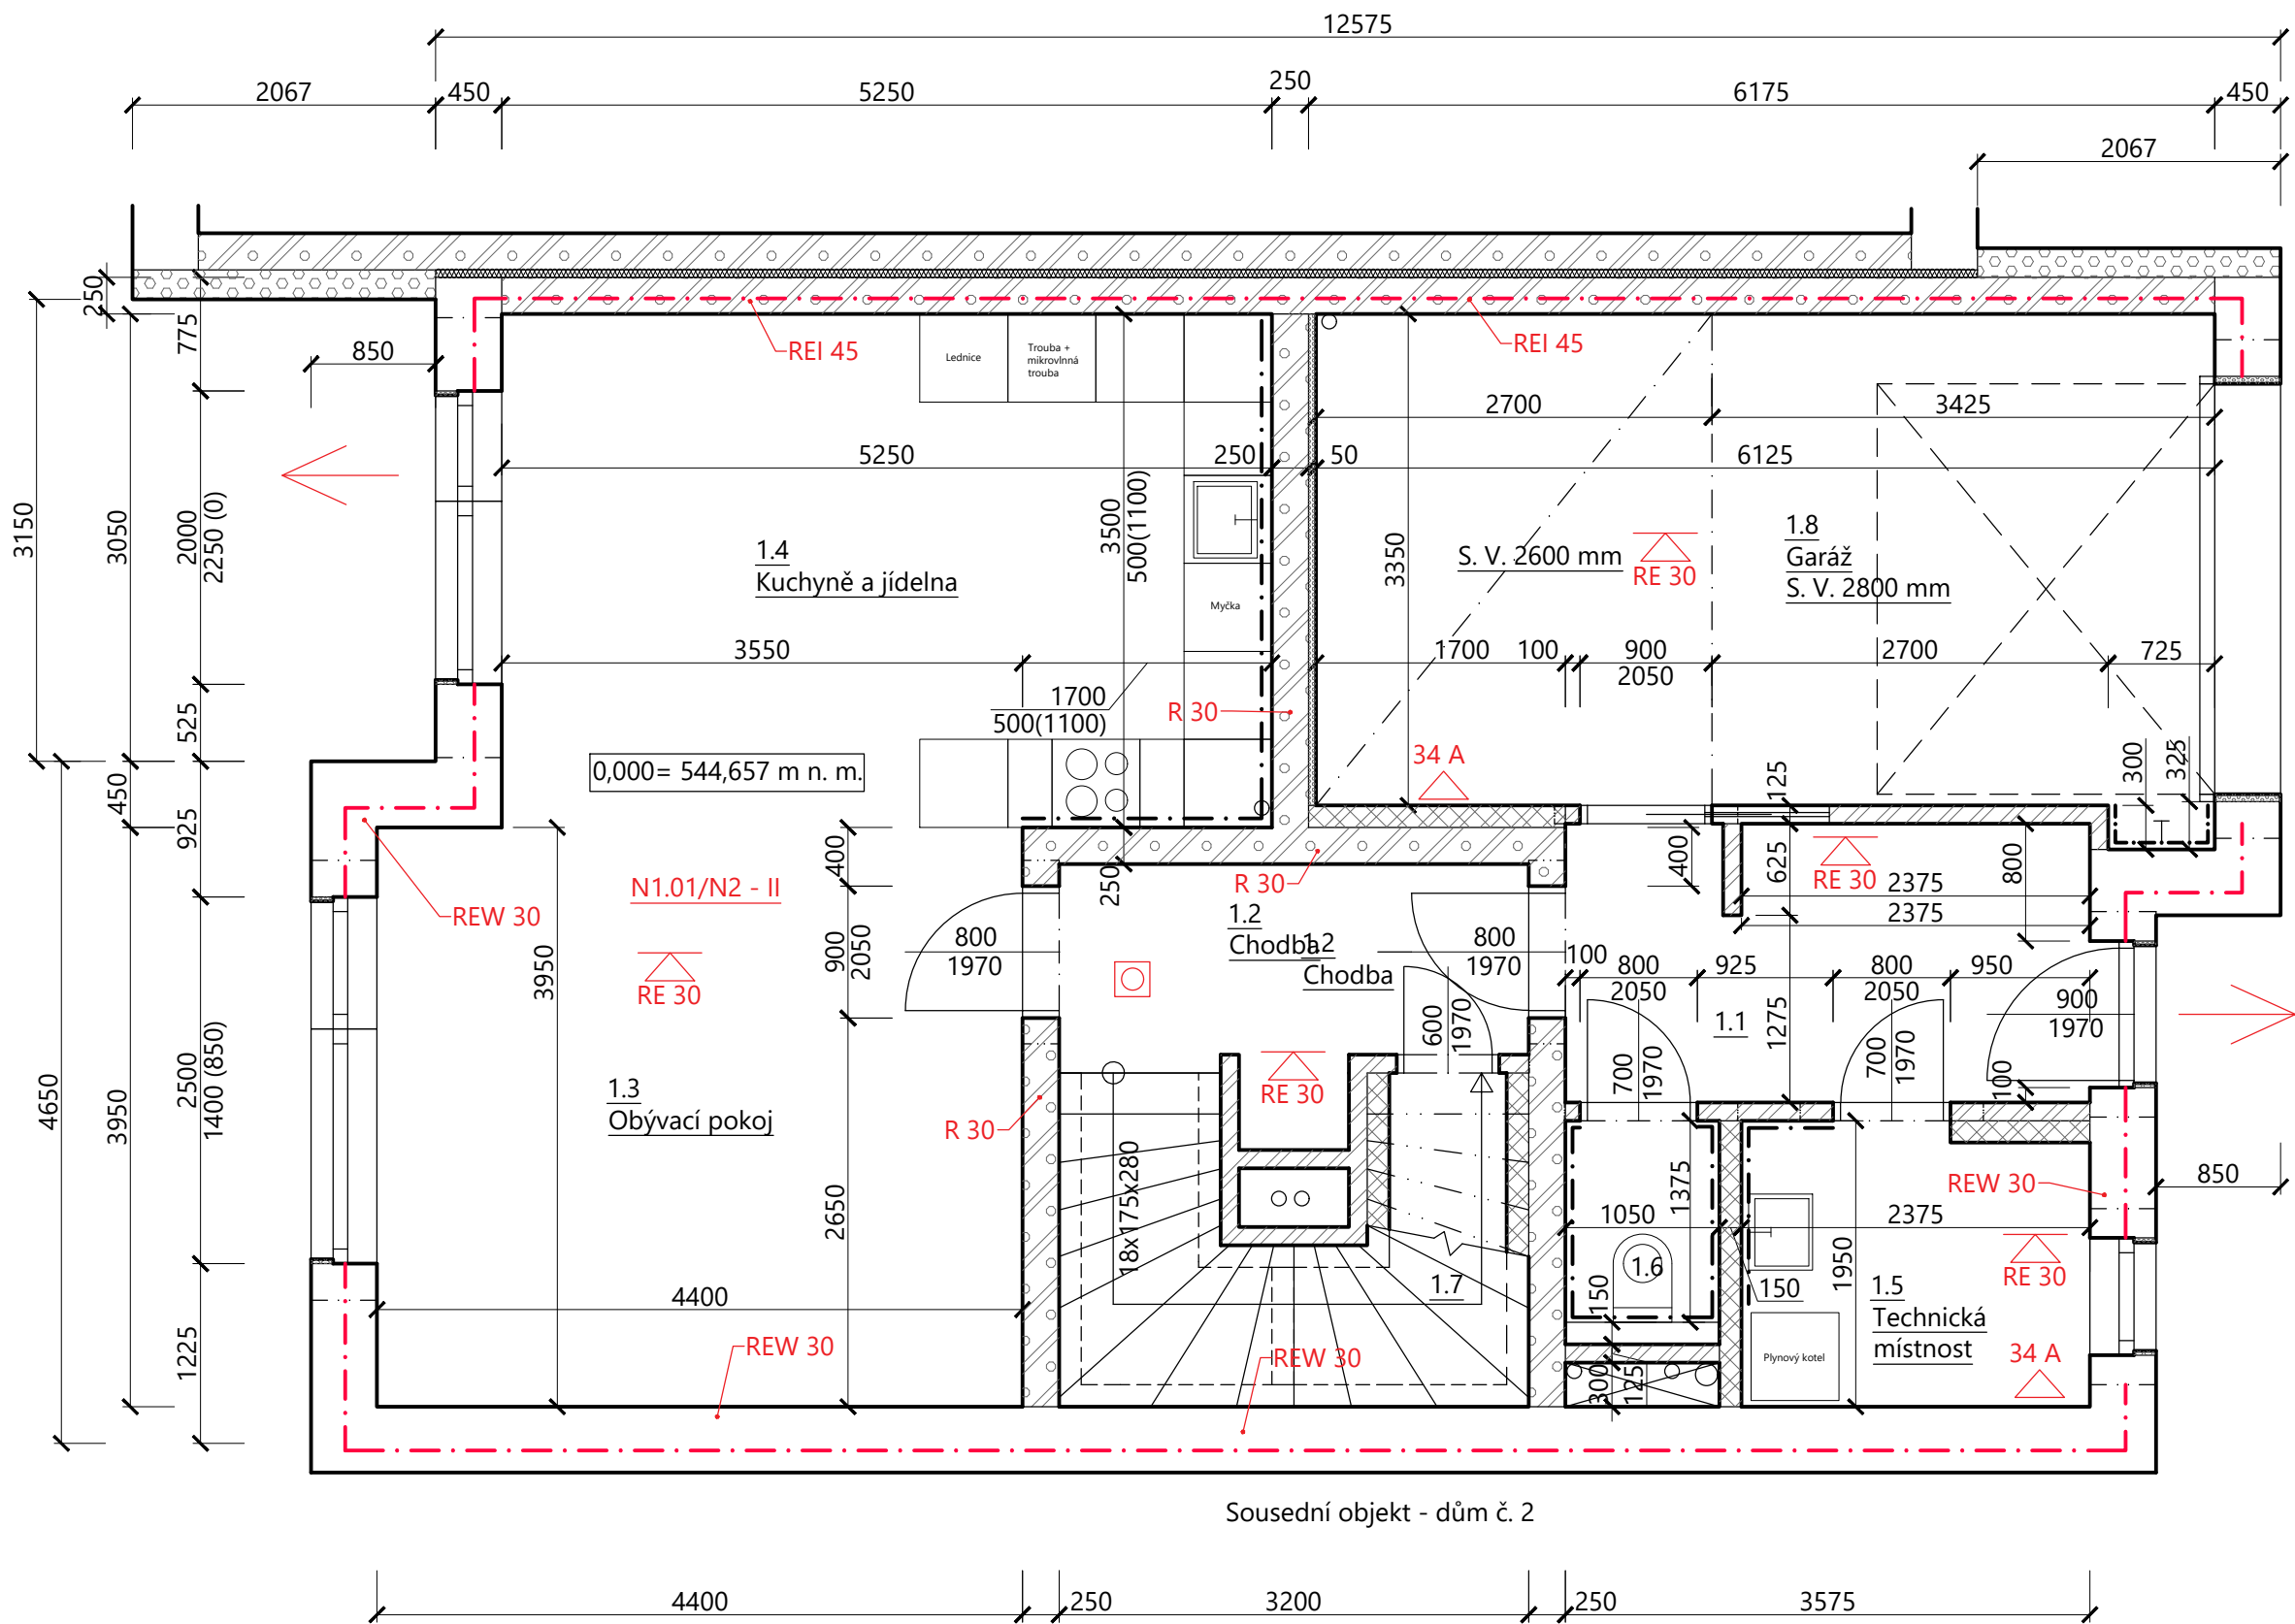 12575
2067
450
5250
250
6175
450
2067
250
775
850
REI 45
REI 45
Lednice
Trouba +
mikrovlnná
trouba
2700
3425
5250
250
50
6125
3150
3050
2000
2250 (0)
3500
500(1100)
3350
1.4
Kuchyně a jídelna
S. V. 2600 mm
RE 30
1.8
Garáž
S. V. 2800 mm
Myčka
3550
1700
500(1100)
R 30
1700
100
900
2050
2700
725
525
34 A
300
325
125
0,000= 544,657 m n. m.
450
925
400
250
N1.01/N2 - II
REW 30
R 30
400
625
RE 30
800
2375
2375
1.2
Chodba
1.2
Chodba
800
1970
800
1970
900
2050
3950
RE 30
100
800
2050
925
800
2050
950
900
1970
1.1
1275
600
1970
700
1970
700
1970
100
4650
3950
2500
1400 (850)
1.3
Obývací pokoj
R 30
RE 30
18x175x280
2650
1375
REW 30
850
1050
2375
1950
RE 30
1.6
1.7
150
150
1.5
Technická
místnost
4400
1225
REW 30
REW 30
Plynový kotel
34 A
300
125
Sousední objekt - dům č. 2
4400
250
3200
250
3575